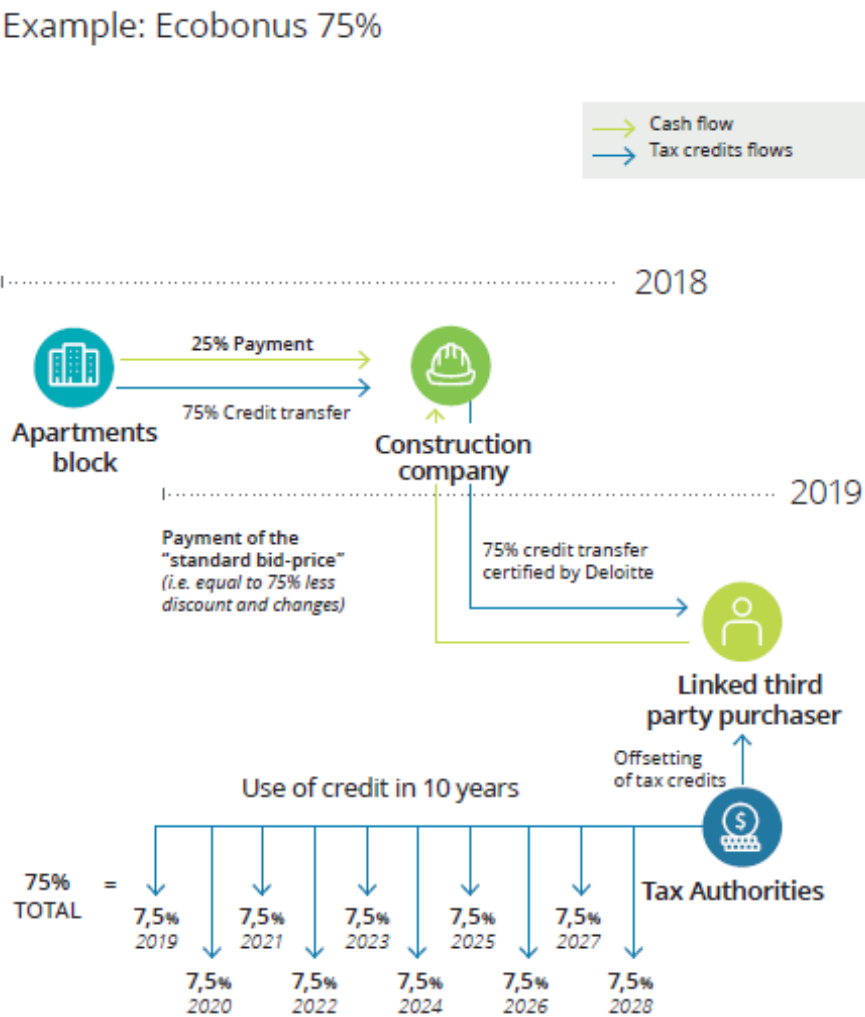 Example: Ecobonus 75%
Cash flow
Tax credits flows
2018
25% Payment
75% Credit transfer
Apartments
block
Construction
company
2019
Payment of the
“standard bid-price”
(i.e. equal to 75% less
discount and changes)
75% credit transfer
certified by Deloitte
Linked third
party purchaser
Offsetting
of tax credits
$
Use of credit in 10 years
Tax Authorities
75%
TOTAL
=
7,5%
2019
7,5%
2020
7,5%
2021
7,5%
2022
7,5%
2023
7,5%
2024
7,5%
2025
7,5%
2026
7,5%
2027
7,5%
2028